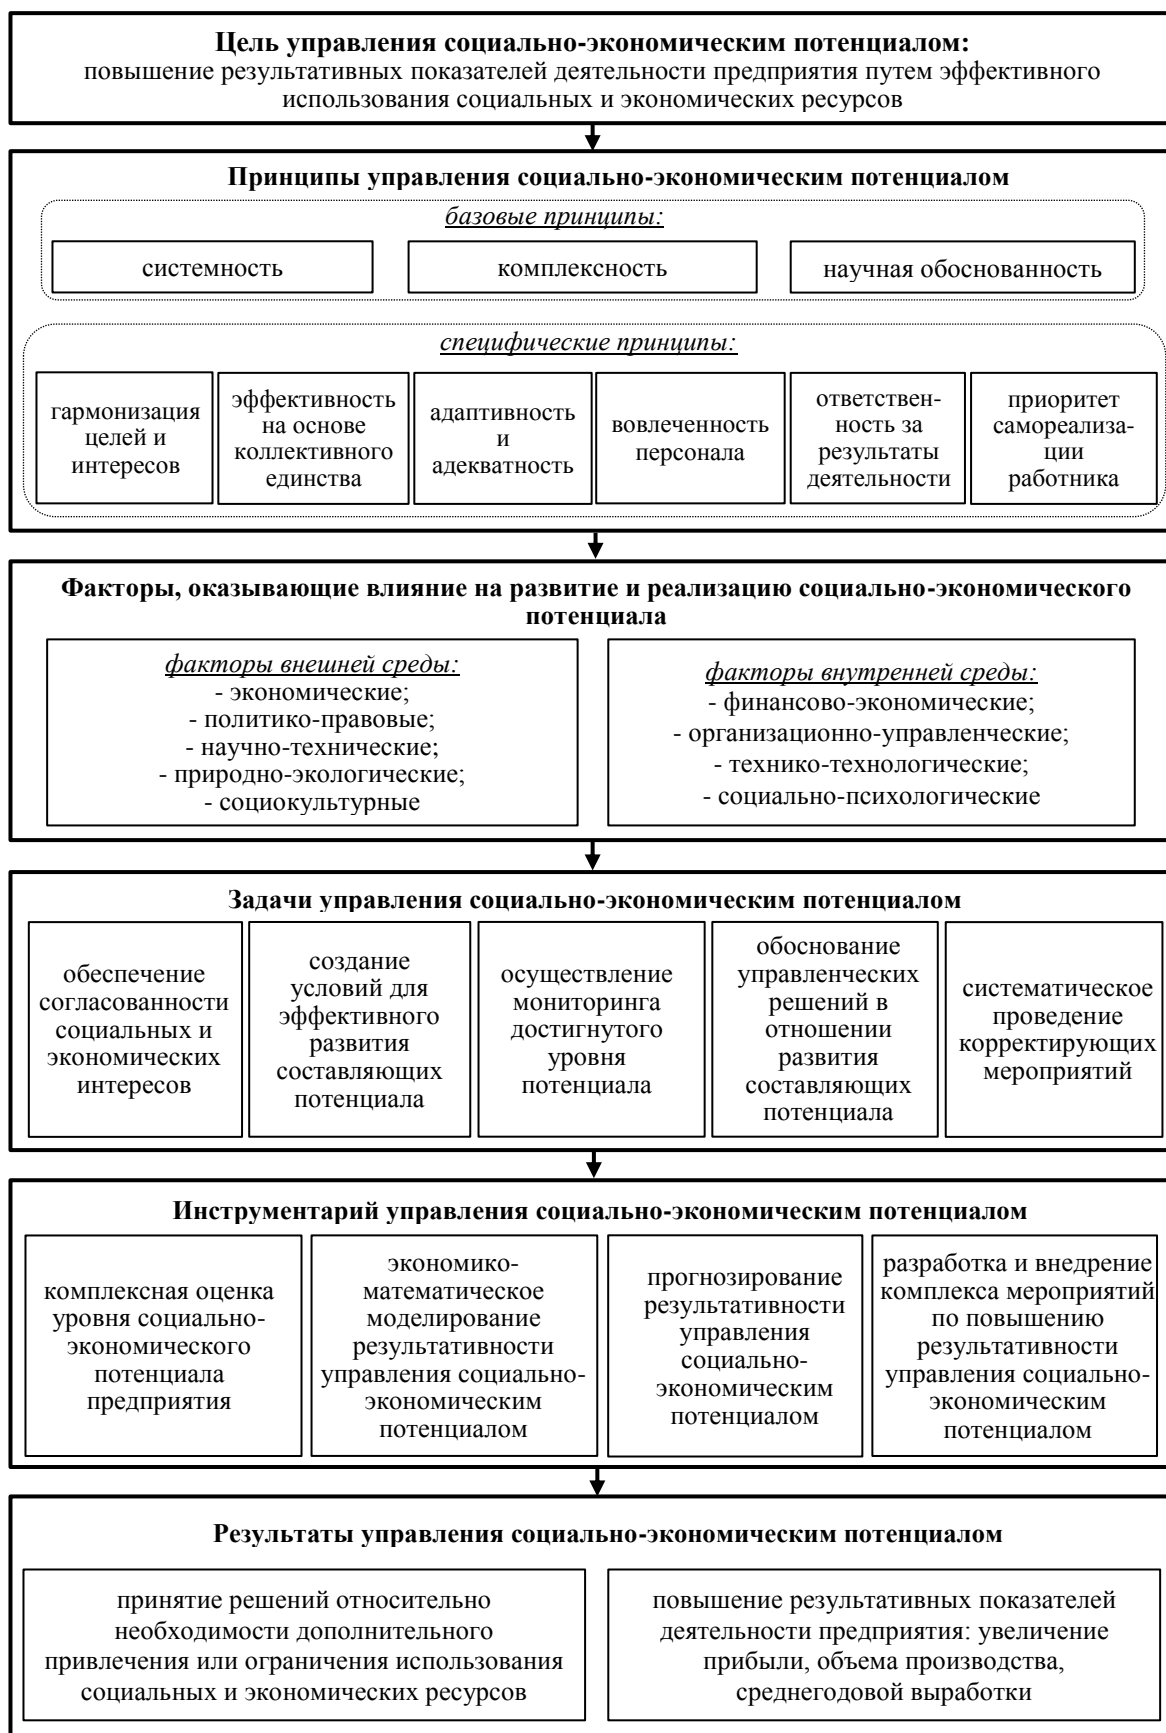 Цель управления социально-экономическим потенциалом:
повышение результативных показателей деятельности предприятия путем эффективного
использования социальных и экономических ресурсов
Принципы управления социально-экономическим потенциалом
базовые принципы:
системность
комплексность
научная обоснованность
специфические принципы:
гармонизация
целей и
интересов
эффективность
на основе
коллективного
единства
адаптивность
и
адекватность
вовлеченность
персонала
ответствен-
ность за
результаты
деятельности
приоритет
самореализа-
ции
работника
Факторы, оказывающие влияние на развитие и реализацию социально-экономического
потенциала
факторы внешней среды:
- экономические;
- политико-правовые;
- научно-технические;
- природно-экологические;
- социокультурные
факторы внутренней среды:
- финансово-экономические;
- организационно-управленческие;
- технико-технологические;
- социально-психологические
Задачи управления социально-экономическим потенциалом
обеспечение
согласованности
социальных и
экономических
интересов
создание
условий для
эффективного
развития
составляющих
потенциала
осуществление
мониторинга
достигнутого
уровня
потенциала
обоснование
управленческих
решений в
отношении
развития
составляющих
потенциала
систематическое
проведение
корректирующих
мероприятий
Инструментарий управления социально-экономическим потенциалом
комплексная оценка
уровня социально-
экономического
потенциала
предприятия
экономико-
математическое
моделирование
результативности
управления социально-
экономическим
потенциалом
прогнозирование
результативности
управления
социально-
экономическим
потенциалом
разработка и внедрение
комплекса мероприятий
по повышению
результативности
управления социально-
экономическим
потенциалом
Результаты управления социально-экономическим потенциалом
принятие решений относительно
необходимости дополнительного
привлечения или ограничения использования
социальных и экономических ресурсов
повышение результативных показателей
деятельности предприятия: увеличение
прибыли, объема производства,
среднегодовой выработки